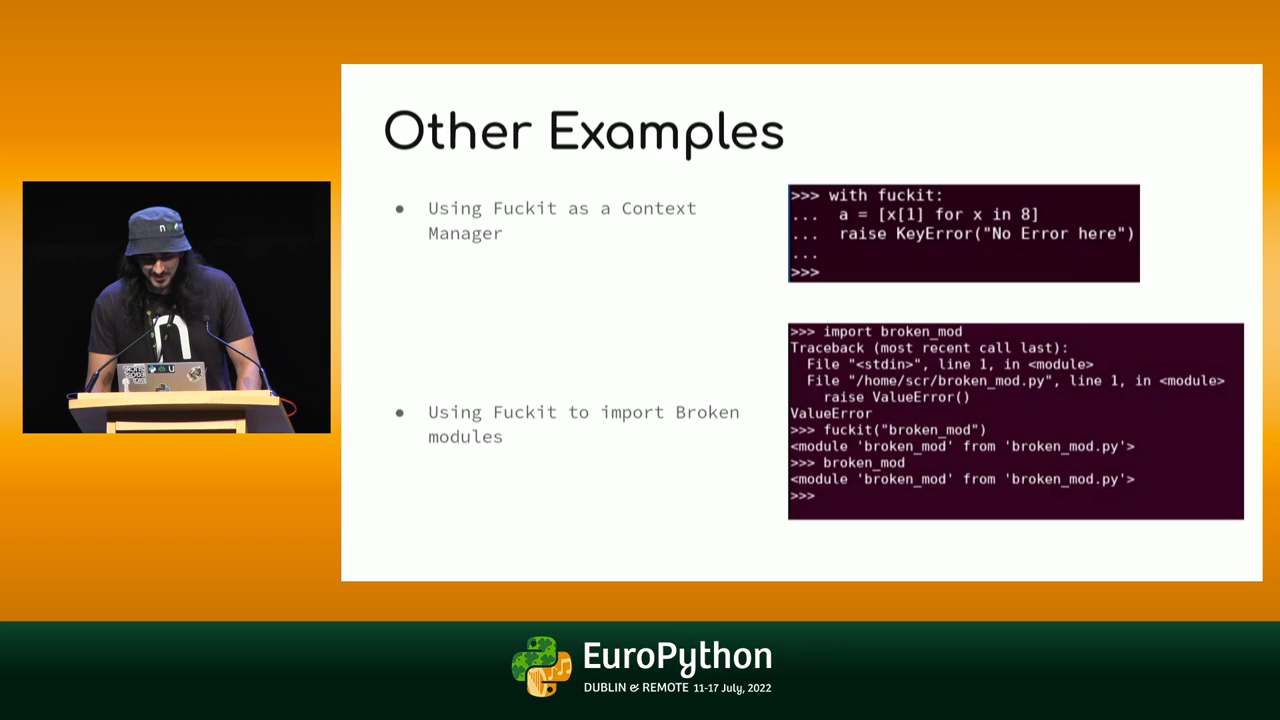 Other Examples
● Using Fuckit as a Context
Manager
>>> with fuckit:
...  a = [x[1] for x in 8]
...  raise KeyError("No Error here")
...
>>>
● Using Fuckit to import Broken
modules
>>> import broken_mod
Traceback (most recent call last):
  File "<stdin>", line 1, in <module>
  File "/home/scr/broken_mod.py", line 1, in <module>
    raise ValueError()
ValueError
>>> fuckit("broken_mod")
<module 'broken_mod' from 'broken_mod.py'>
>>> broken_mod
<module 'broken_mod' from 'broken_mod.py'>
>>>
EuroPython
DUBLIN & REMOTE 11-17 July, 2022